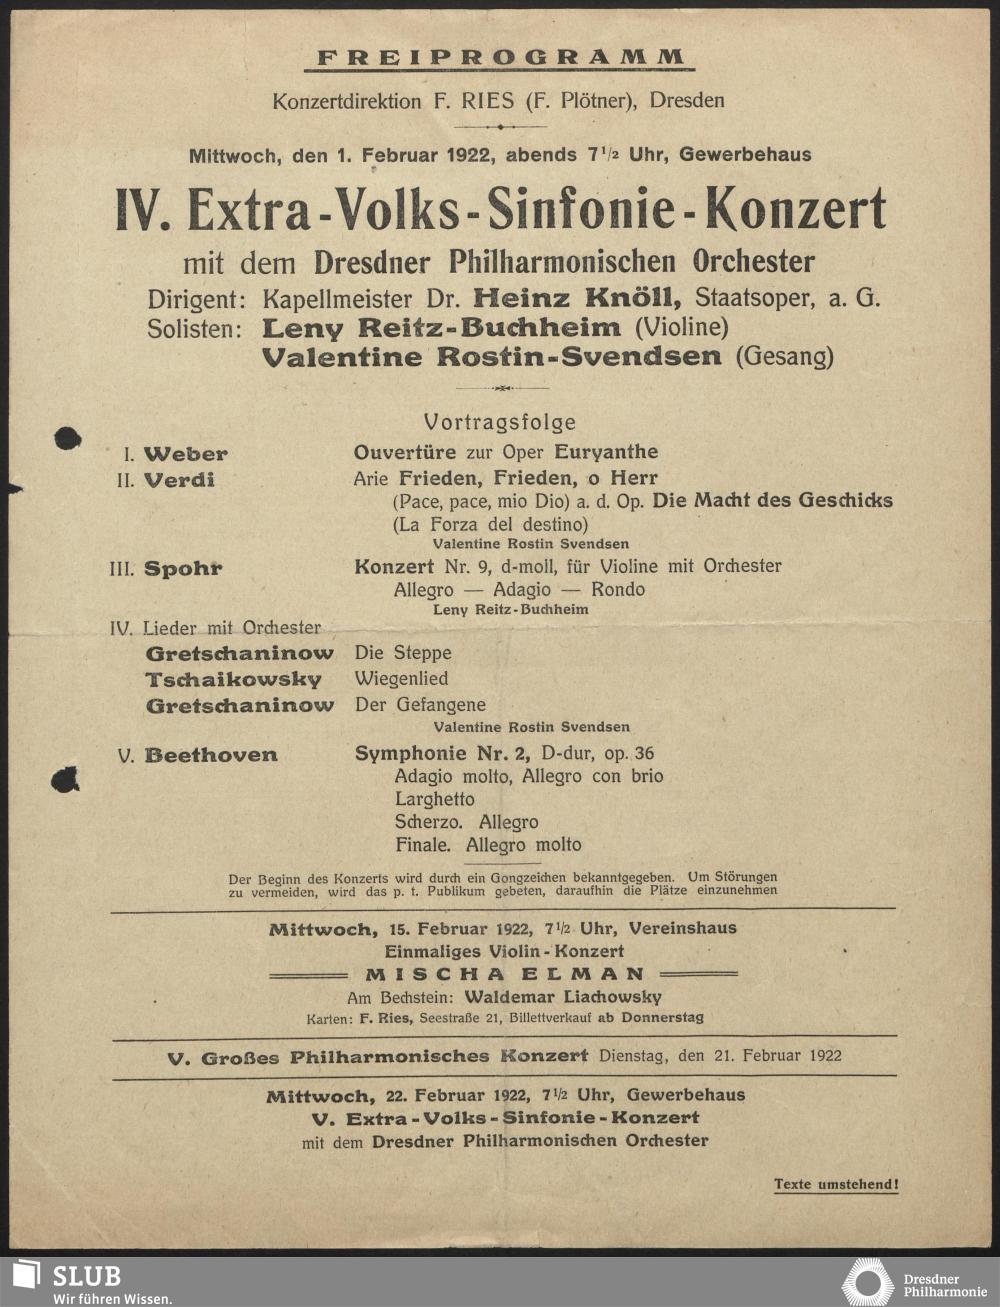 FREIPROGRAMM
Konzertdirektion F. RIES (F. Plötner), Dresden
Mittwoch, den 1. Februar 1922, abends 7 1/2 Uhr, Gewerbehaus
IV. Extra-Volks-Sinfonie-Konzert
mit dem Dresdner Philharmonischen Orchester
Dirigent: Kapellmeister Dr. Heinz Knöll, Staatsoper, a. G.
Solisten: Leny Reitz-Buchheim (Violine)
Valentine Rostin-Svendsen (Gesang)
Vortragsfolge
I. Weber Ouvertüre zur Oper Euryanthe
II. Verdi Arie Frieden, Frieden, o Herr
(Pace, pace, mio Dio) a. d. Op. Die Macht des Geschicks
(La Forza del destino)
Valentine Rostin Svendsen
III. Spohr Konzert Nr. 9, d-moll, für Violine mit Orchester
Allegro — Adagio — Rondo
Leny Reitz-Buchheim
IV. Lieder mit Orchester
Gretschaninow Die Steppe
Tschaikowsky Wiegenlied
Gretschaninow Der Gefangene
Valentine Rostin Svendsen
V. Beethoven Symphonie Nr. 2, D-dur, op. 36
Adagio molto, Allegro con brio
Larghetto
Scherzo. Allegro
Finale. Allegro molto
Der Beginn des Konzerts wird durch ein Gongzeichen bekanntgegeben. Um Störungen
zu vermeiden, wird das p. t. Publikum gebeten, daraufhin die Plätze einzunehmen
Mittwoch, 15. Februar 1922, 7 1/2 Uhr, Vereinshaus
Einmaliges Violin-Konzert
MISCHA ELMAN
Am Bechstein: Waldemar Liachowsky
Karten: F. Ries, Seestraße 21, Billettverkauf ab Donnerstag
V. Großes Philharmonisches Konzert Dienstag, den 21. Februar 1922
Mittwoch, 22. Februar 1922, 7 1/2 Uhr, Gewerbehaus
V. Extra-Volks-Sinfonie-Konzert
mit dem Dresdner Philharmonischen Orchester
Texte umstehend!
SLUB
Wir führen Wissen.
Dresdner
Philharmonie